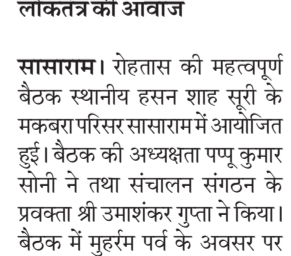 लोकतंत्र की आवाज
सासाराम। रोहतास की महत्वपूर्ण
बैठक स्थानीय हसन शाह सूरी के
मकबरा परिसर सासाराम में आयोजित
हुई। बैठक की अध्यक्षता पप्पू कुमार
सोनी ने तथा संचालन संगठन के
प्रवक्ता श्री उमाशंकर गुप्ता ने किया।
बैठक में मुहर्रम पर्व के अवसर पर